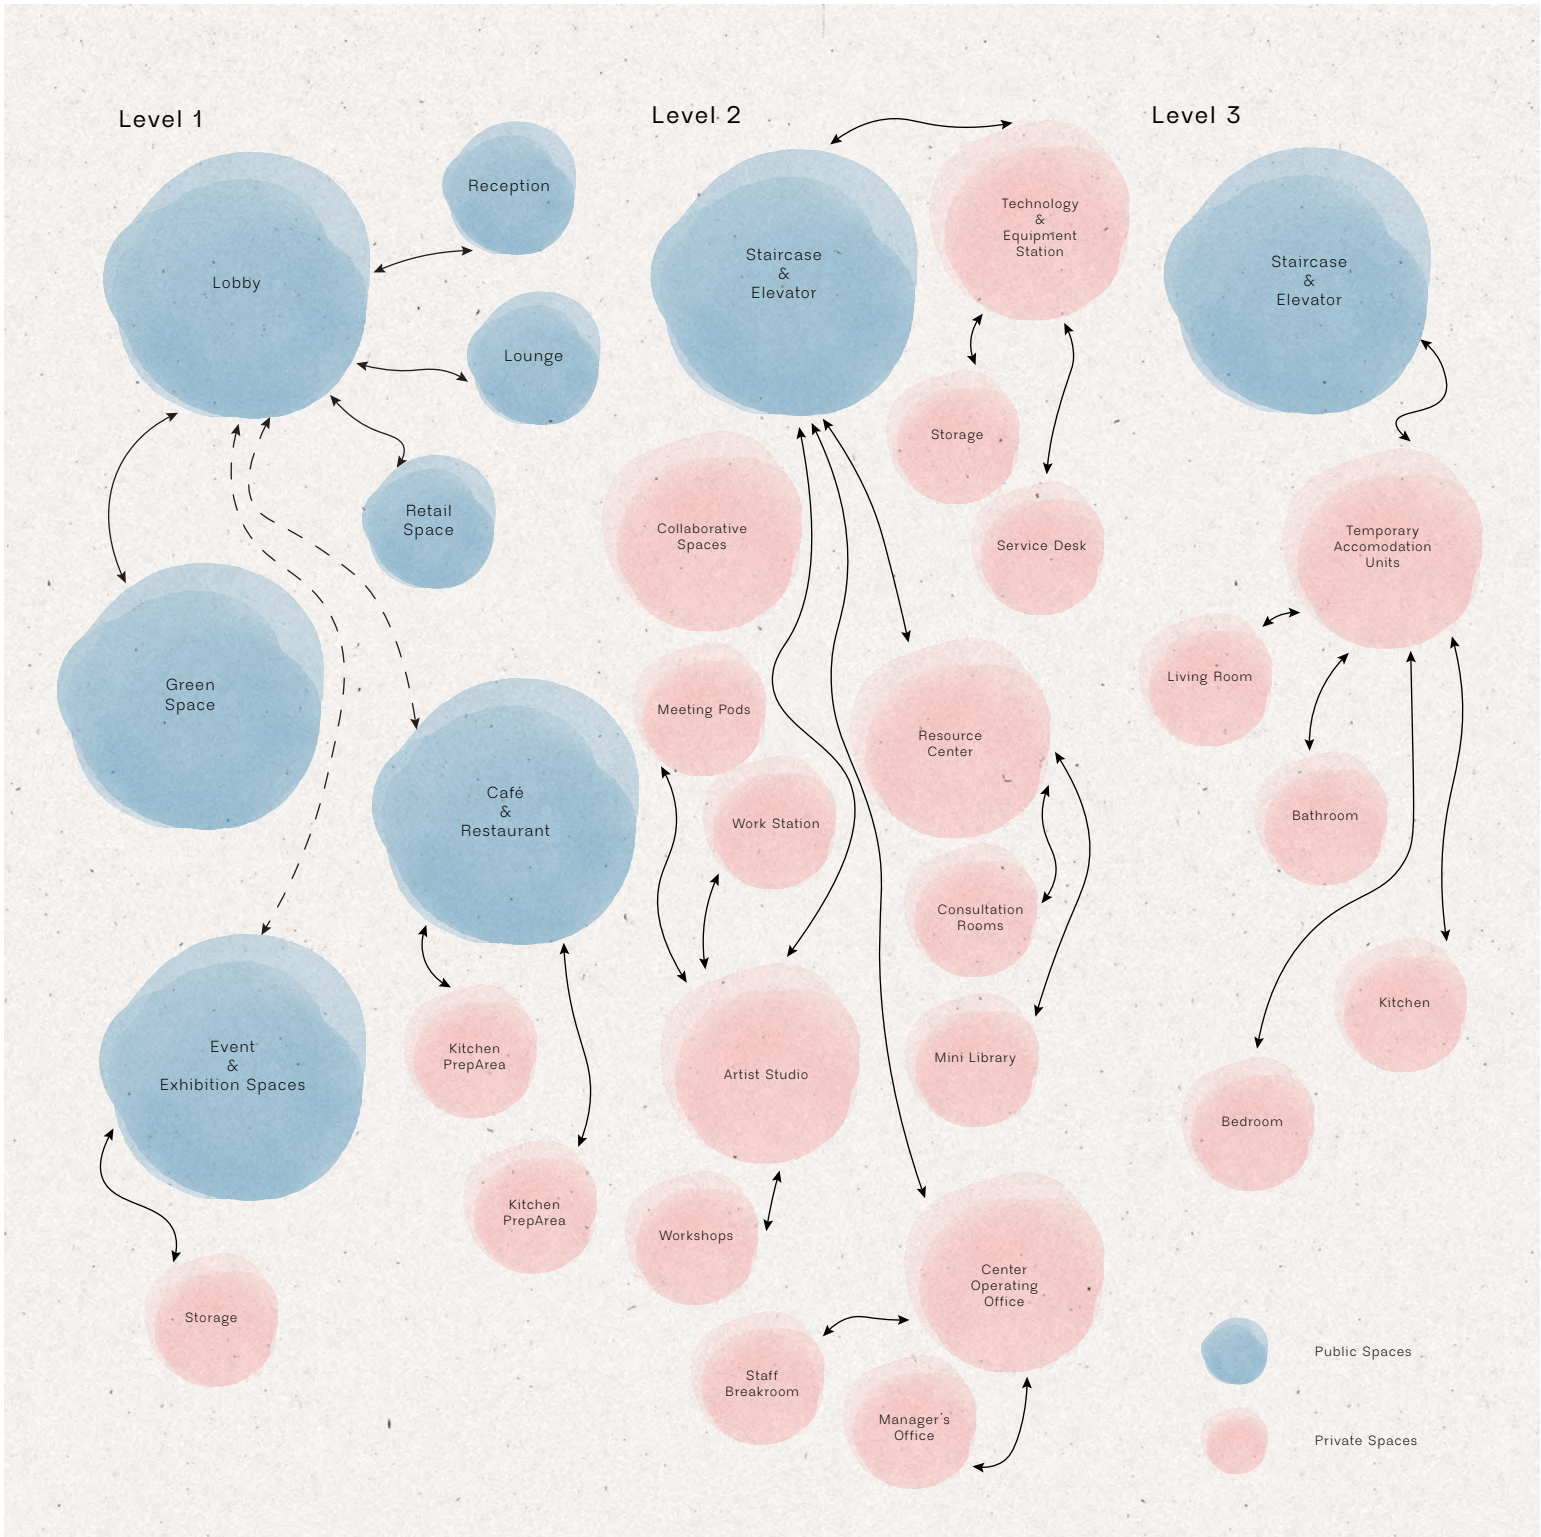 Level 1
Reception
Lobby
Lounge
Retail
Space
Green
Space
Café
&
Restaurant
Event
&
Exhibition Spaces
Kitchen
PrepArea
Kitchen
PrepArea
Storage
Level 2
Staircase
&
Elevator
Technology
&
Equipment
Station
Storage
Service Desk
Collaborative
Spaces
Meeting Pods
Work Station
Resource
Center
Consultation
Rooms
Mini Library
Artist Studio
Workshops
Center
Operating
Office
Staff
Breakroom
Manager's
Office
Level 3
Staircase
&
Elevator
Temporary
Accomodation
Units
Living Room
Bathroom
Kitchen
Bedroom
Public Spaces
Private Spaces